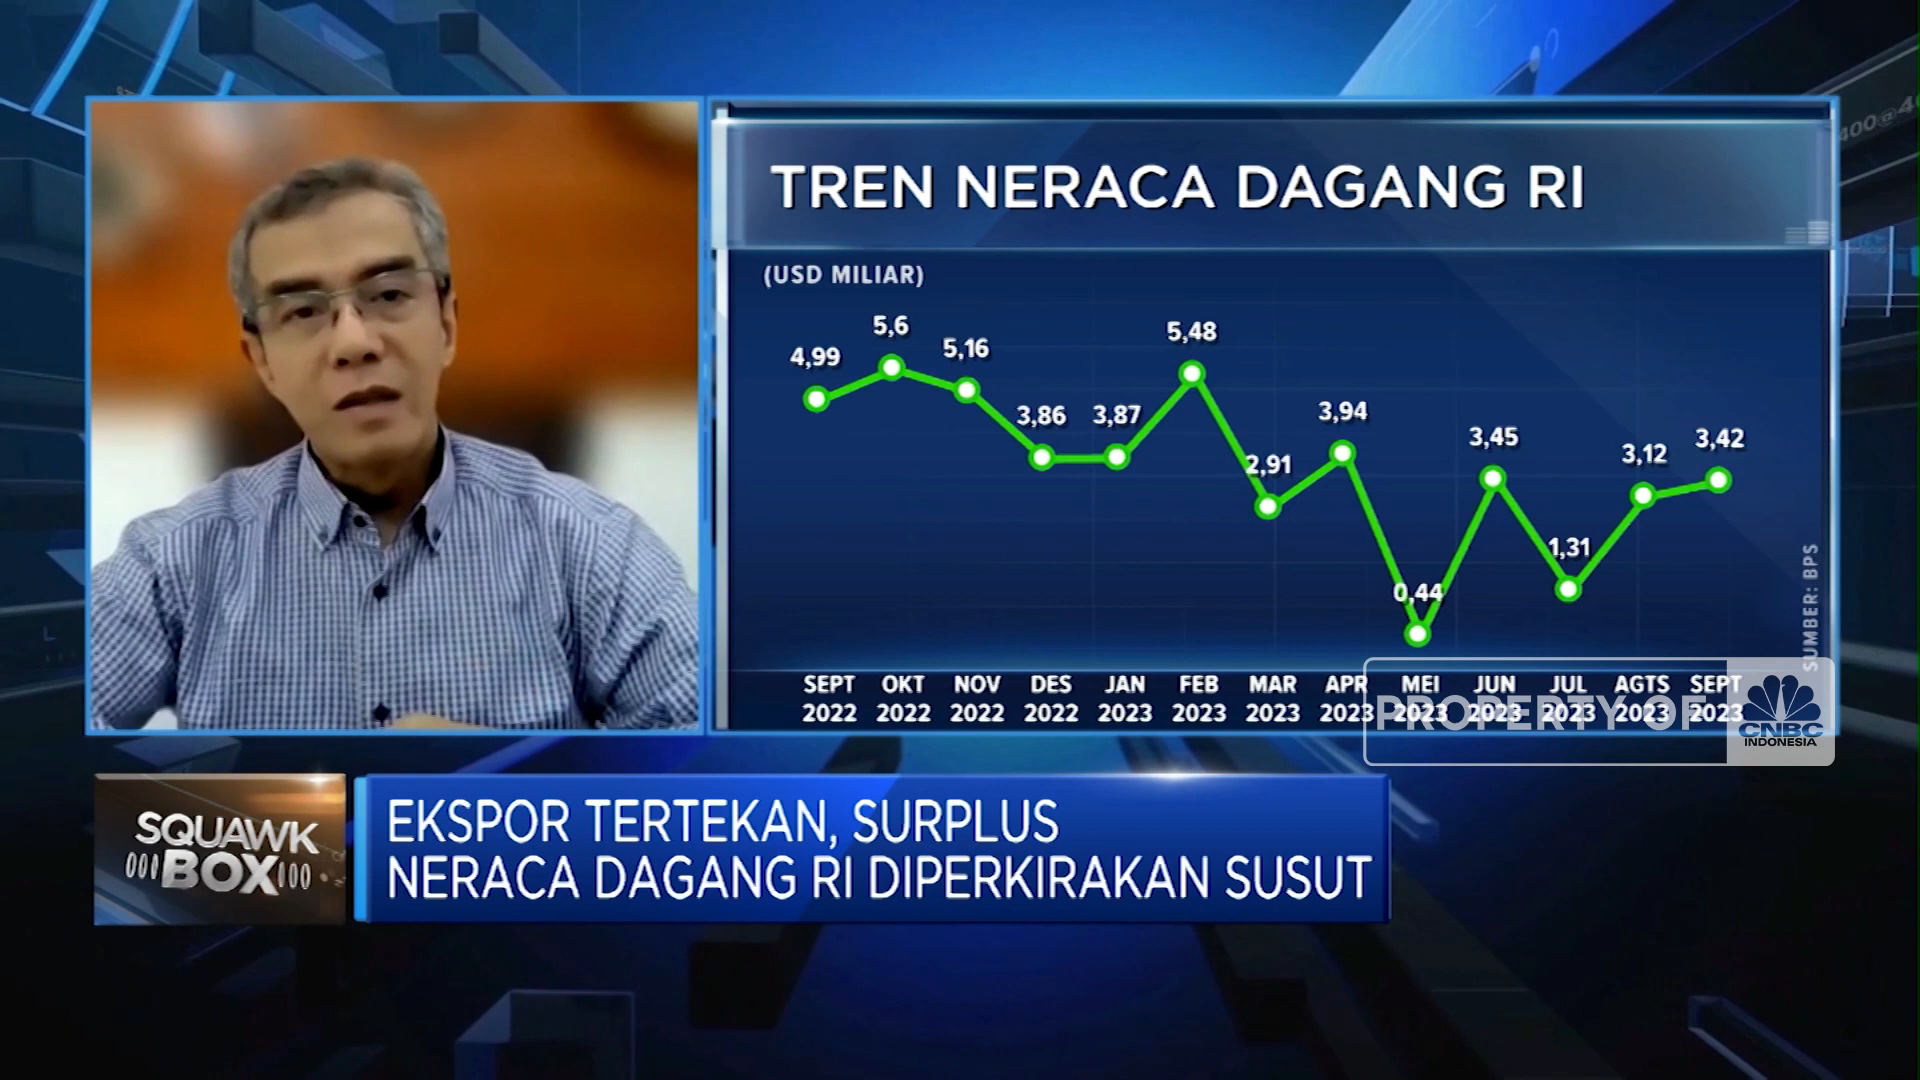 TREN NERACA DAGANG RI
(USD MILIAR)
4,99
5,6
5,16
3,86
3,87
5,48
2,91
3,94
0,44
3,45
1,31
3,12
3,42
SEPT OKT NOV DES JAN FEB MAR APR MEI JUN JUL AGTS SEPT
2022 2022 2022 2022 2023 2023 2023 2023 2023 2023 2023 2023 2023
SUMBER: BPS
PROPERTY OF
CNBC
INDONESIA
SQUAWK
BOX
EKSPOR TERTEKAN, SURPLUS
NERACA DAGANG RI DIPERKIRAKAN SUSUT